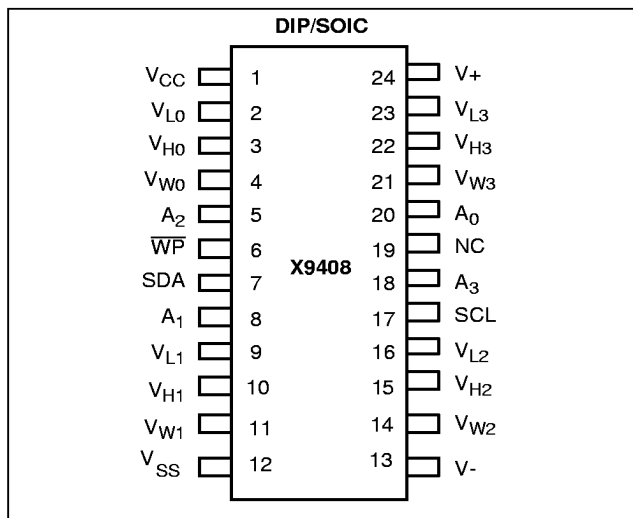 DIP/SOIC
VCC 1 24 V+
VL0 2 23 VL3
VH0 3 22 VH3
VW0 4 21 VW3
A2 5 20 A0
WP 6 19 NC
X9408
SDA 7 18 A3
A1 8 17 SCL
VL1 9 16 VL2
VH1 10 15 VH2
VW1 11 14 VW2
VSS 12 13 V-